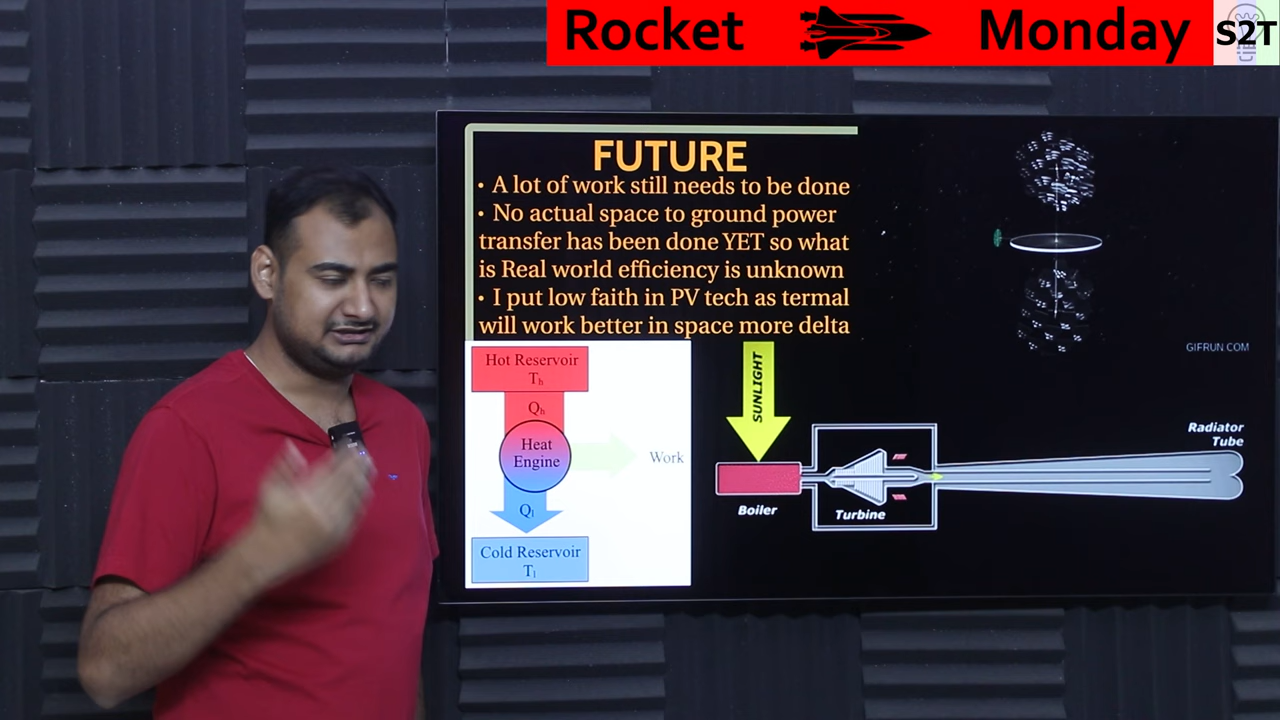 Rocket Monday S2T
FUTURE
• A lot of work still needs to be done
• No actual space to ground power
transfer has been done YET so what
is Real world efficiency is unknown
• I put low faith in PV tech as termal
will work better in space more delta
GIFRUN.COM
Hot Reservoir
Th
Qh
Heat
Engine
Work
Ql
Cold Reservoir
Tl
SUNLIGHT
Boiler
Turbine
Radiator
Tube